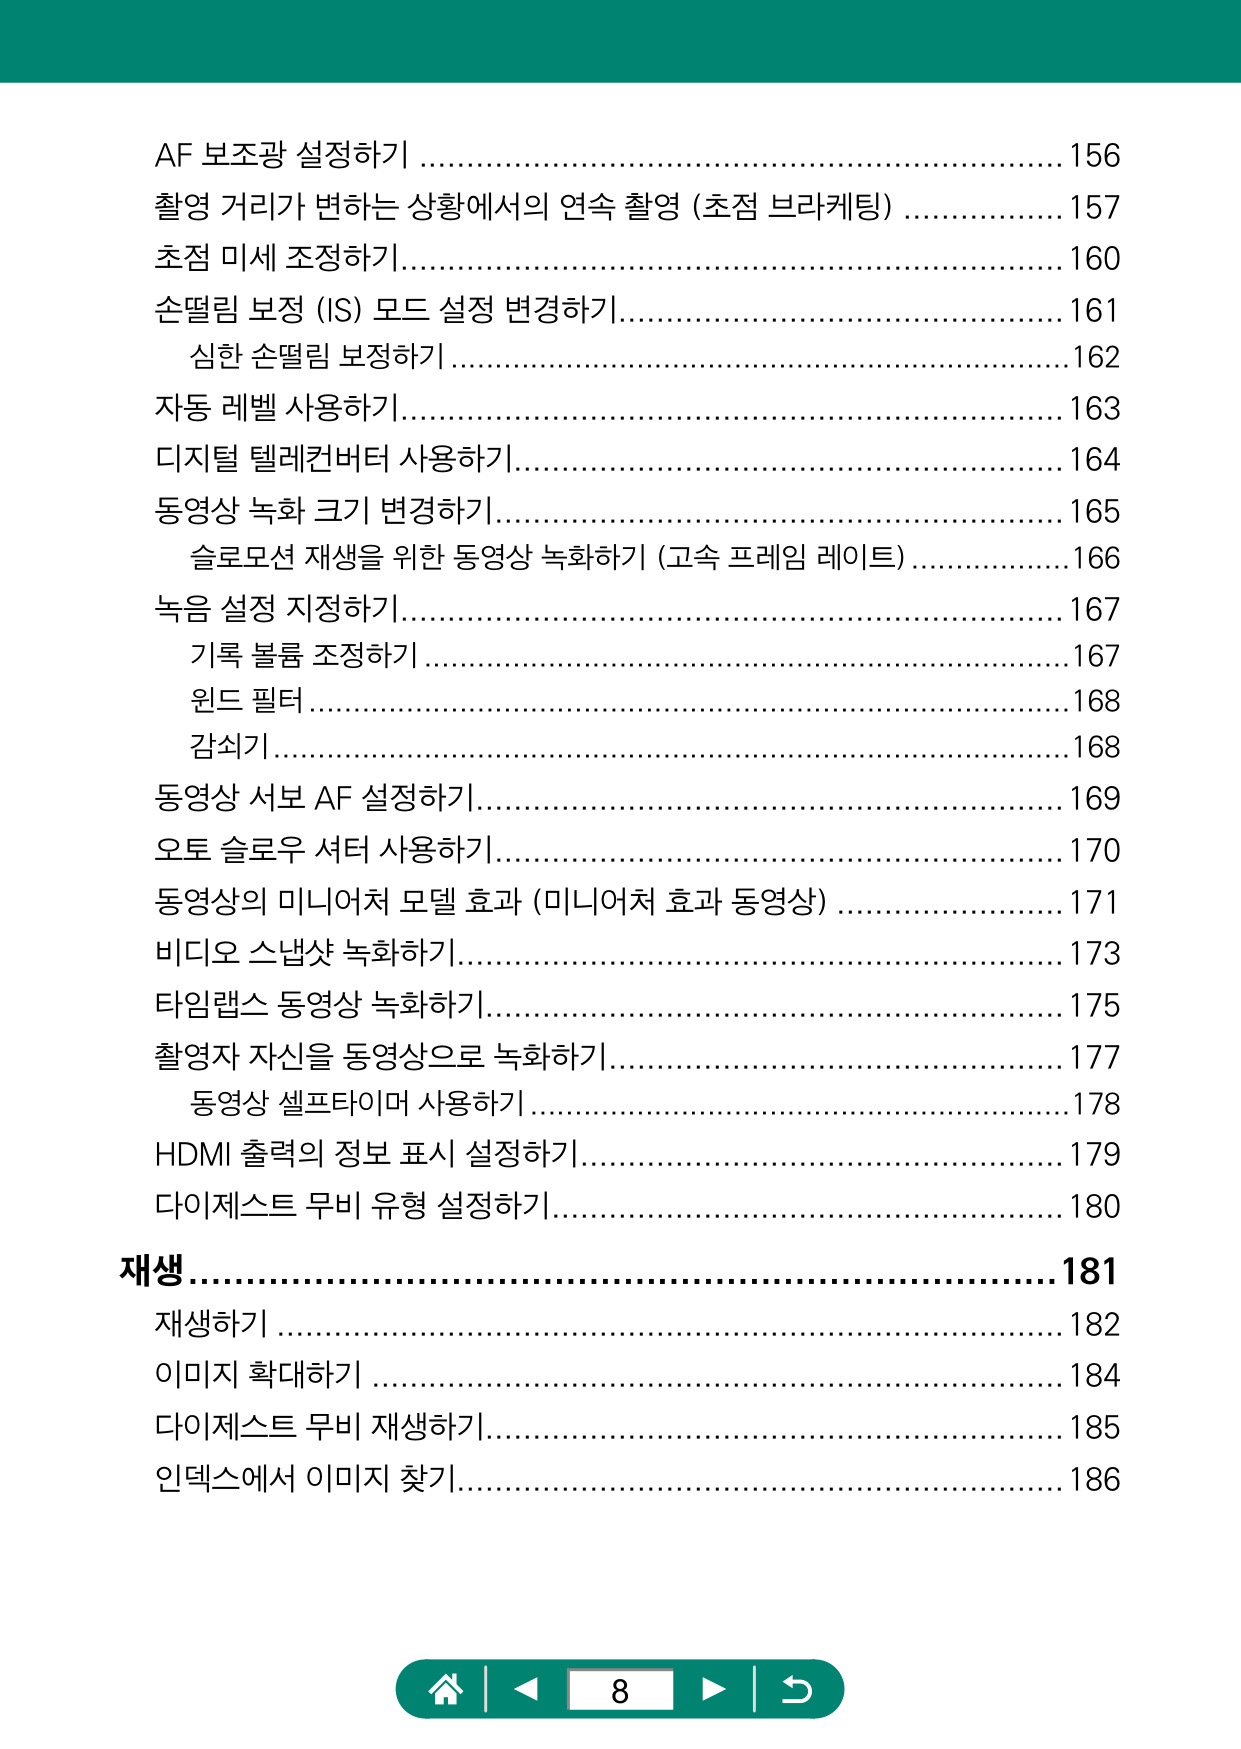 AF 보조광 설정하기 ........ 156
촬영 거리가 변하는 상황에서의 연속 촬영 (초점 브라케팅) ........ 157
초점 미세 조정하기........ 160
손떨림 보정 (IS) 모드 설정 변경하기........ 161
심한 손떨림 보정하기 ........ 162
자동 레벨 사용하기........ 163
디지털 텔레컨버터 사용하기........ 164
동영상 녹화 크기 변경하기........ 165
슬로모션 재생을 위한 동영상 녹화하기 (고속 프레임 레이트) ........ 166
녹음 설정 지정하기........ 167
기록 볼륨 조정하기 ........ 167
윈드 필터 ........ 168
감쇠기 ........ 168
동영상 서보 AF 설정하기........ 169
오토 슬로우 셔터 사용하기........ 170
동영상의 미니어처 모델 효과 (미니어처 효과 동영상) ........ 171
비디오 스냅샷 녹화하기........ 173
타임랩스 동영상 녹화하기........ 175
촬영자 자신을 동영상으로 녹화하기........ 177
동영상 셀프타이머 사용하기 ........ 178
HDMI 출력의 정보 표시 설정하기........ 179
다이제스트 무비 유형 설정하기........ 180
재생 ........ 181
재생하기 ........ 182
이미지 확대하기 ........ 184
다이제스트 무비 재생하기........ 185
인덱스에서 이미지 찾기........ 186
8